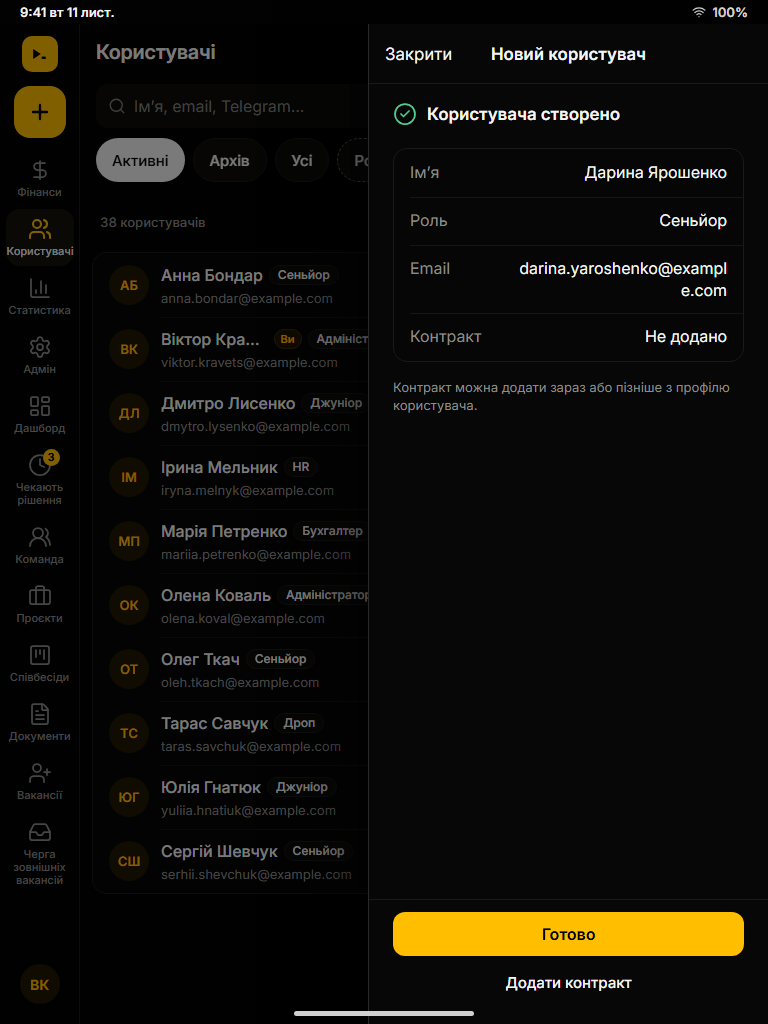 9:41 вт 11 лист.
100%
Користувачі
Ім'я, email, Telegram...
Активні
Архів
Усі
38 користувачів
Фінанси
Користувачі
Статистика
Адмін
Дашборд
3
Чекають
рішення
Команда
Проєкти
Співбесіди
Документи
Вакансії
Черга
зовнішніх
вакансій
ВК
АБ
Анна Бондар
Сеньйор
anna.bondar@example.com
ВК
Віктор Кра...
Ви
Адмініст
viktor.kravets@example.com
ДЛ
Дмитро Лисенко
Джуніор
dmytro.lysenko@example.com
ІМ
Ірина Мельник
HR
iryna.melnyk@example.com
МП
Марія Петренко
Бухгалтер
mariia.petrenko@example.com
ОК
Олена Коваль
Адміністратор
olena.koval@example.com
ОТ
Олег Ткач
Сеньйор
oleh.tkach@example.com
ТС
Тарас Савчук
Дроп
taras.savchuk@example.com
ЮГ
Юлія Гнатюк
Джуніор
yuliia.hnatiuk@example.com
СШ
Сергій Шевчук
Сеньйор
serhii.shevchuk@example.com
Закрити
Новий користувач
Користувача створено
Ім'я
Дарина Ярошенко
Роль
Сеньйор
Email
darina.yaroshenko@exampl
e.com
Контракт
Не додано
Контракт можна додати зараз або пізніше з профілю
користувача.
Готово
Додати контракт